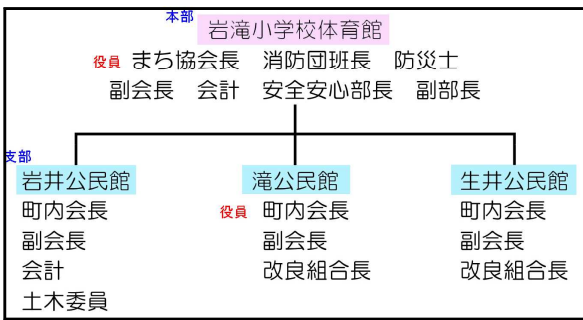 本部
岩滝小学校体育館
役員 まち協会長 消防団班長 防災士
副会長 会計 安全安心部長 副部長
支部
岩井公民館 滝公民館 生井公民館
町内会長 役員 町内会長 町内会長
副会長 副会長 副会長
会計 改良組合長 改良組合長
土木委員